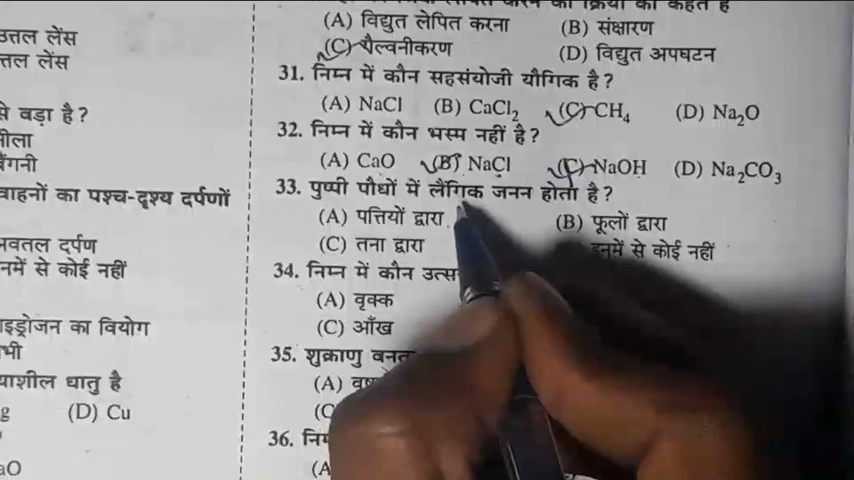 उत्तल लेंस
त्तल लेंस
से बड़ा है?
नीला
बैंगनी
वाहनों का पश्च-दृश्य दर्पणों
नवतल दर्पण
नमें से कोई नहीं
हाइड्रोजन का वियोग
भी
याशील धातु है
g (D) Cu
aO
करने की क्रिया को कहते हैं
(A) विद्युत लेपित करना (B) संक्षारण
(C) गैल्वनीकरण (D) विद्युत अपघटन
31. निम्न में कौन सहसंयोजी यौगिक है?
(A) NaCl (B) CaCl₂ (C) CH₄ (D) Na₂O
32. निम्न में कौन भस्म नहीं है?
(A) CaO (B) NaCl (C) NaOH (D) Na₂CO₃
33. पुष्पी पौधों में लैंगिक जनन होता है?
(A) पत्तियों द्वारा (B) फूलों द्वारा
(C) तना द्वारा इनमें से कोई नहीं
34. निम्न में कौन उत्स
(A) वृक्क
(C) आँख
35. शुक्राणु बनत
(A) वृष
(C
36. निम
(A